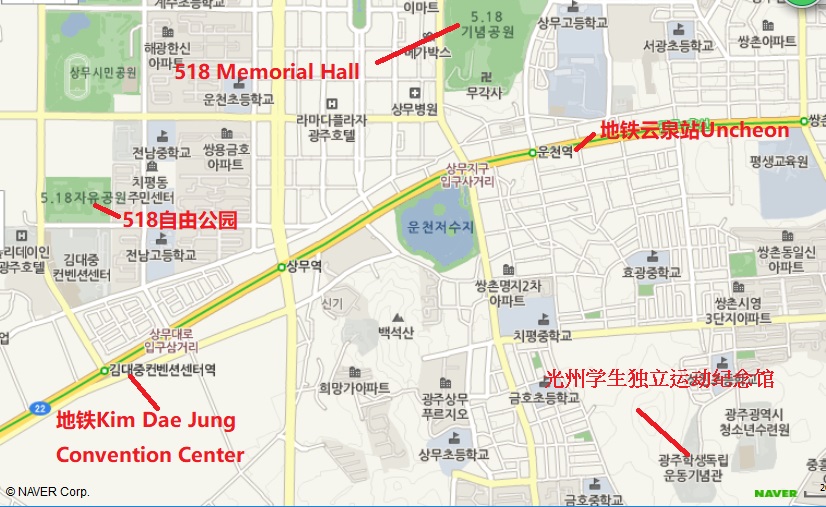 계수초등학교
이마트
5.18
기념공원
상무고등학교
쌍촌
아파트
서광초등학교
해광한신
아파트
상무시민공원
메가박스
518 Memorial Hall
무각사
운천초등학교
상무병원
라마다플라자
광주호텔
地铁云泉站Uncheon
쌍촌
운천역
전남중학교
쌍용금호
아파트
상무지구
입구사거리
평생교육원
치평동
주민센터
5.18자유공원
518自由公园
운천저수지
뉴리데이인
광주호텔
김대중
컨벤션센터
전남고등학교
상무역
효광중학교
쌍촌동일신
아파트
쌍촌명지2차
아파트
쌍촌시영
3단지아파트
신기
백석산
치평중학교
업
상무대로
입구삼거리
김대중컨벤션센터역
희망가아파트
光州学生独立运动纪念馆
금호초등학교
광주상무
푸르지오
22
地铁Kim Dae Jung
Convention Center
광주광역시
청소년수련원
상무초등학교
광주학생독립
운동기념관
중흥
금호중학교
© NAVER Corp.
NAVER